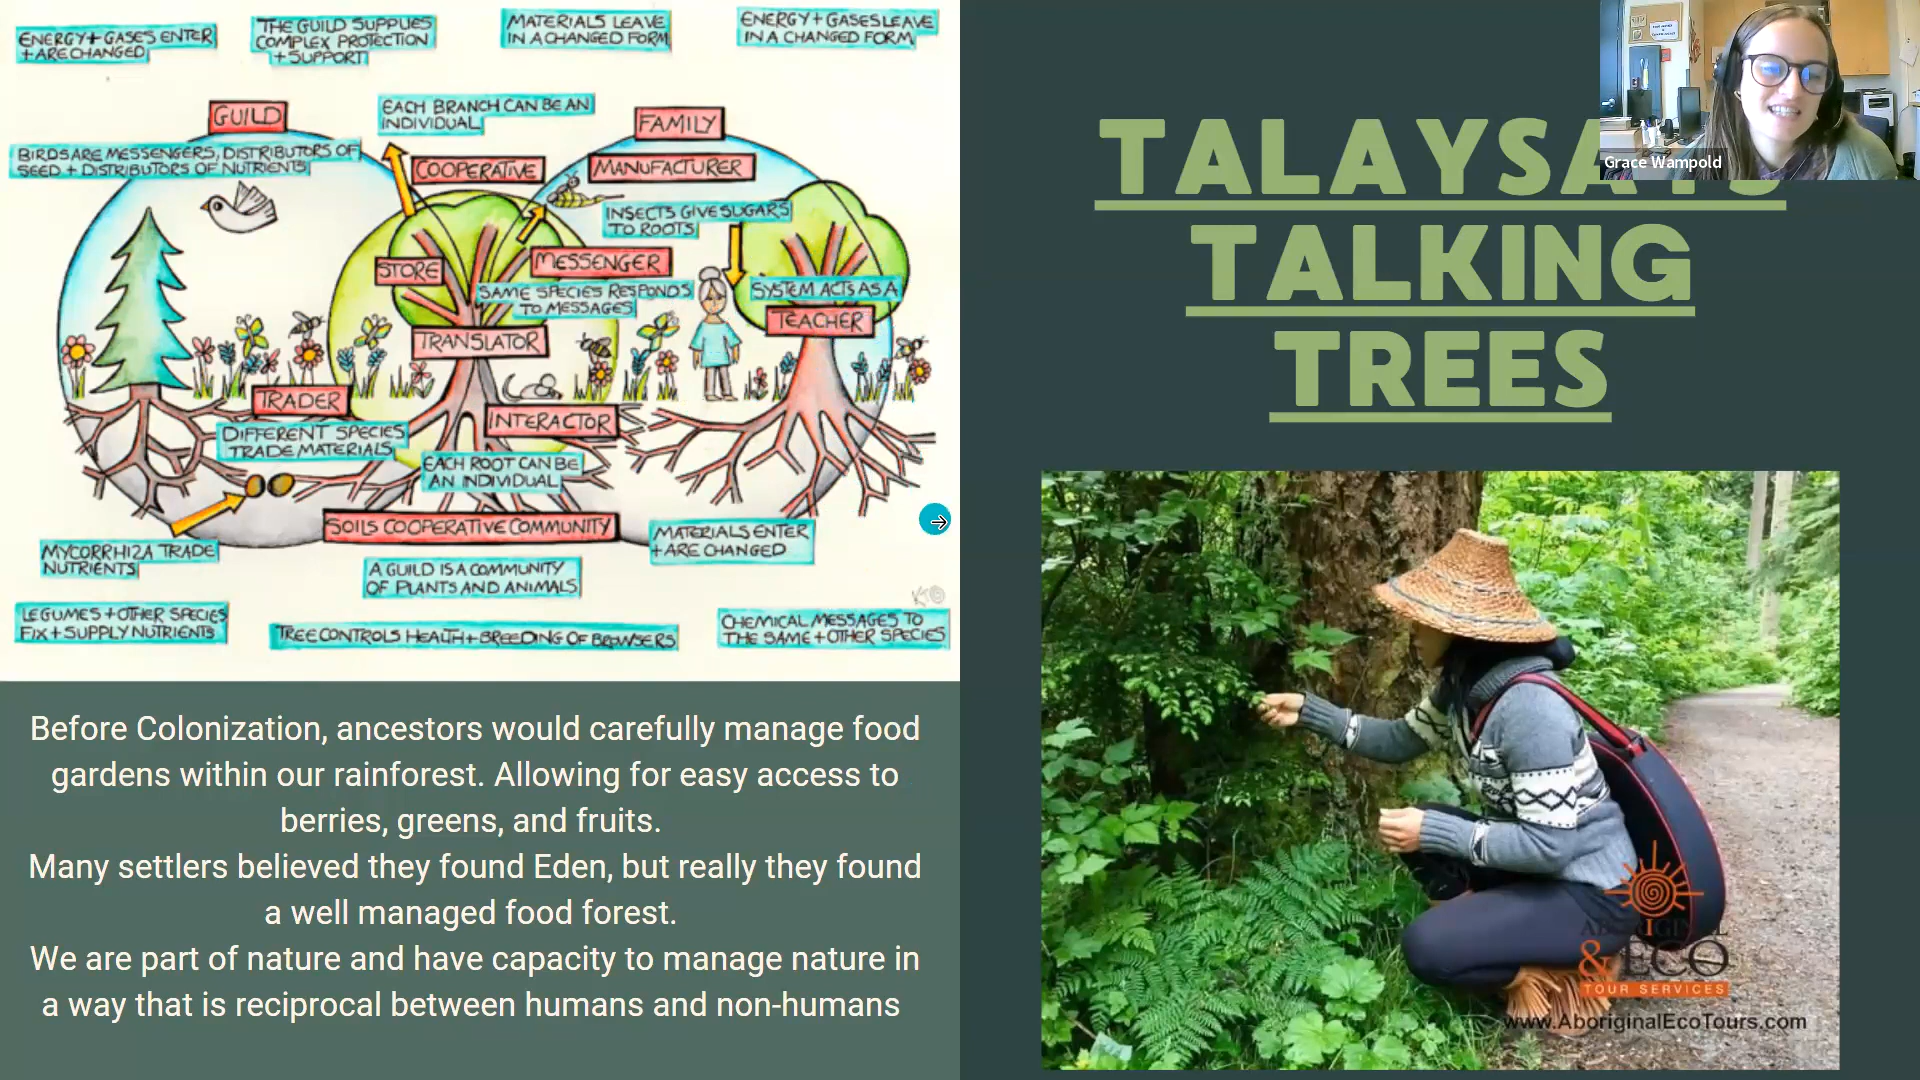 ENERGY + GASES ENTER
+ ARE CHANGED
THE GUILD SUPPLIES
COMPLEX PROTECTION
+ SUPPORT
MATERIALS LEAVE
IN A CHANGED FORM
ENERGY + GASES LEAVE
IN A CHANGED FORM
GUILD
EACH BRANCH CAN BE AN
INDIVIDUAL
FAMILY
BIRDS ARE MESSENGERS, DISTRIBUTORS OF
SEED + DISTRIBUTORS OF NUTRIENTS
COOPERATIVE
MANUFACTURER
INSECTS GIVE SUGARS
TO ROOTS
STORE
MESSENGER
SAME SPECIES RESPONDS
TO MESSAGES
SYSTEM ACTS AS A
TEACHER
TRANSLATOR
TRADER
INTERACTOR
DIFFERENT SPECIES
TRADE MATERIALS
EACH ROOT CAN BE
AN INDIVIDUAL
SOILS COOPERATIVE COMMUNITY
MATERIALS ENTER
+ ARE CHANGED
MYCORRHIZA TRADE
NUTRIENTS
A GUILD IS A COMMUNITY
OF PLANTS AND ANIMALS
LEGUMES + OTHER SPECIES
FIX + SUPPLY NUTRIENTS
TREE CONTROLS HEALTH + BREEDING OF BROWSERS
CHEMICAL MESSAGES TO
THE SAME + OTHER SPECIES
Before Colonization, ancestors would carefully manage food
gardens within our rainforest. Allowing for easy access to
berries, greens, and fruits.
Many settlers believed they found Eden, but really they found
a well managed food forest.
We are part of nature and have capacity to manage nature in
a way that is reciprocal between humans and non-humans
Grace Wampold
TALAYSAYS
TALKING
TREES
ABORIGINAL
& ECO
TOUR SERVICES
www.AboriginalEcoTours.com